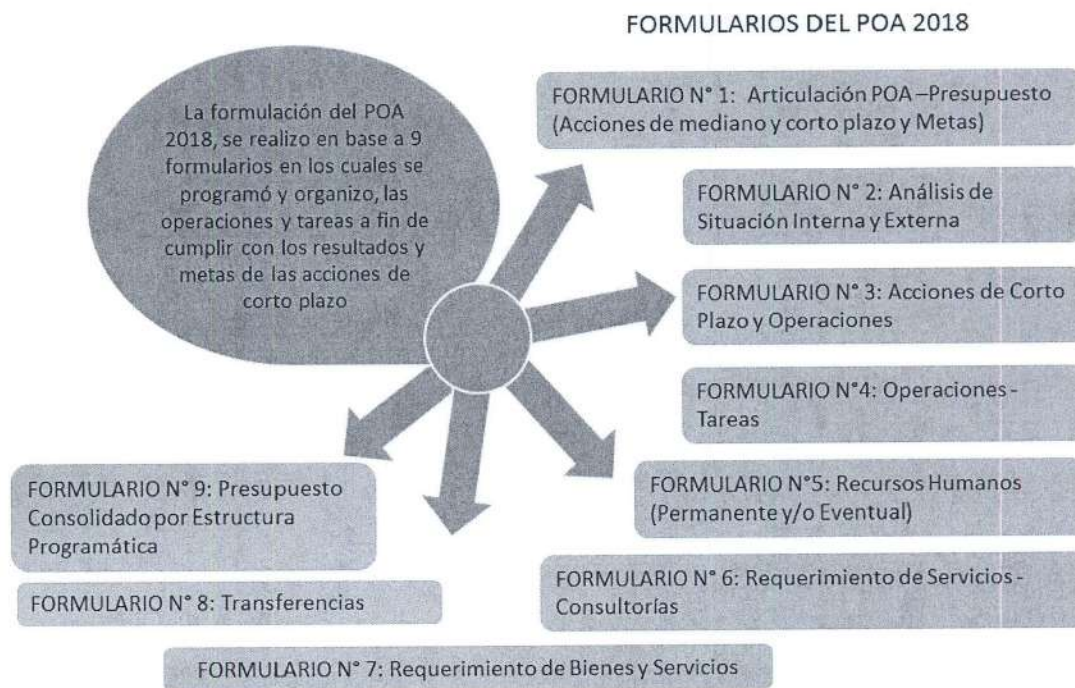 FORMULARIOS DEL POA 2018
La formulación del POA
2018, se realizo en base a 9
formularios en los cuales se
programó y organizo, las
operaciones y tareas a fin de
cumplir con los resultados y
metas de las acciones de
corto plazo
FORMULARIO N° 1: Articulación POA –Presupuesto
(Acciones de mediano y corto plazo y Metas)
FORMULARIO N° 2: Análisis de
Situación Interna y Externa
FORMULARIO N° 3: Acciones de Corto
Plazo y Operaciones
FORMULARIO N°4: Operaciones -
Tareas
FORMULARIO N°5: Recursos Humanos
(Permanente y/o Eventual)
FORMULARIO N° 6: Requerimiento de Servicios -
Consultorías
FORMULARIO N° 7: Requerimiento de Bienes y Servicios
FORMULARIO N° 8: Transferencias
FORMULARIO N° 9: Presupuesto
Consolidado por Estructura
Programática